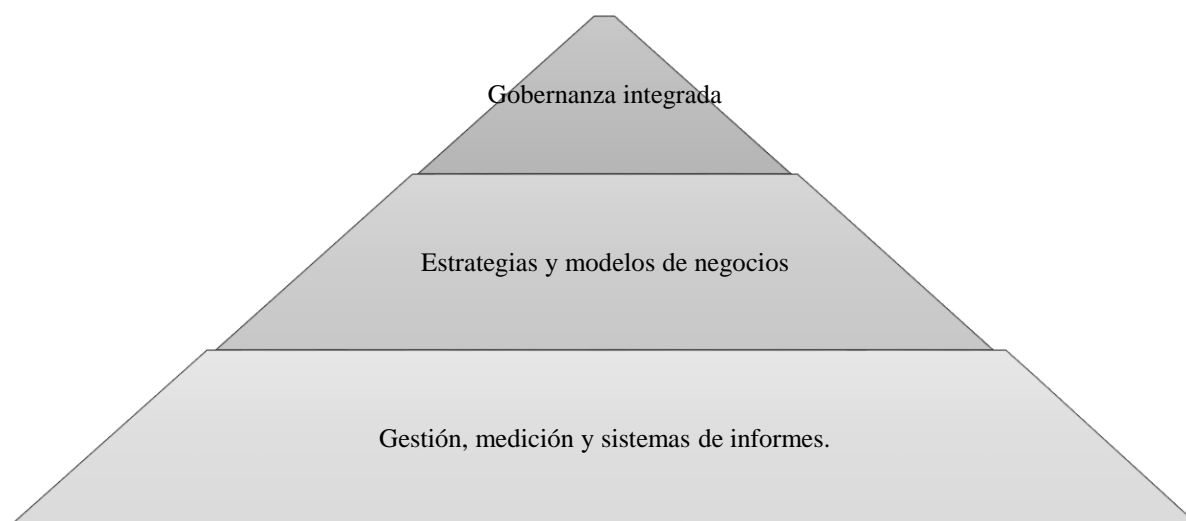 Gobernanza integrada
Estrategias y modelos de negocios
Gestión, medición y sistemas de informes.